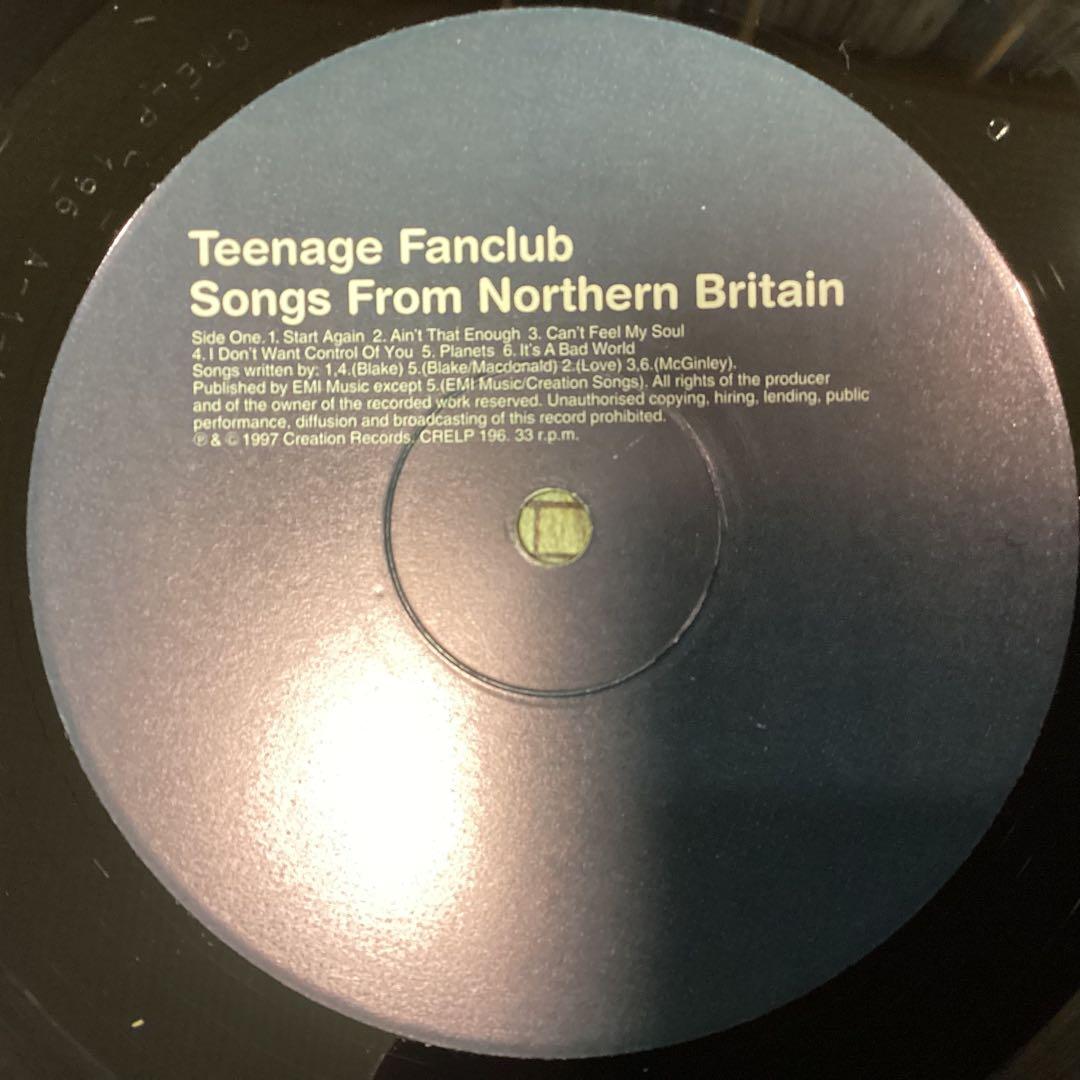 Teenage Fanclub
Songs From Northern Britain
Side One. 1. Start Again 2. Ain't That Enough 3. Can't Feel My Soul
4. I Don't Want Control Of You 5. Planets 6. It's A Bad World
Songs written by: 1,4.(Blake) 5.(Blake/Macdonald) 2.(Love) 3,6.(McGinley).
Published by EMI Music except 5.(EMI Music/Creation Songs). All rights of the producer
and of the owner of the recorded work reserved. Unauthorised copying, hiring, lending, public
performance, diffusion and broadcasting of this record prohibited.
℗ & © 1997 Creation Records. CRELP 196. 33 r.p.m.
CRELP 196